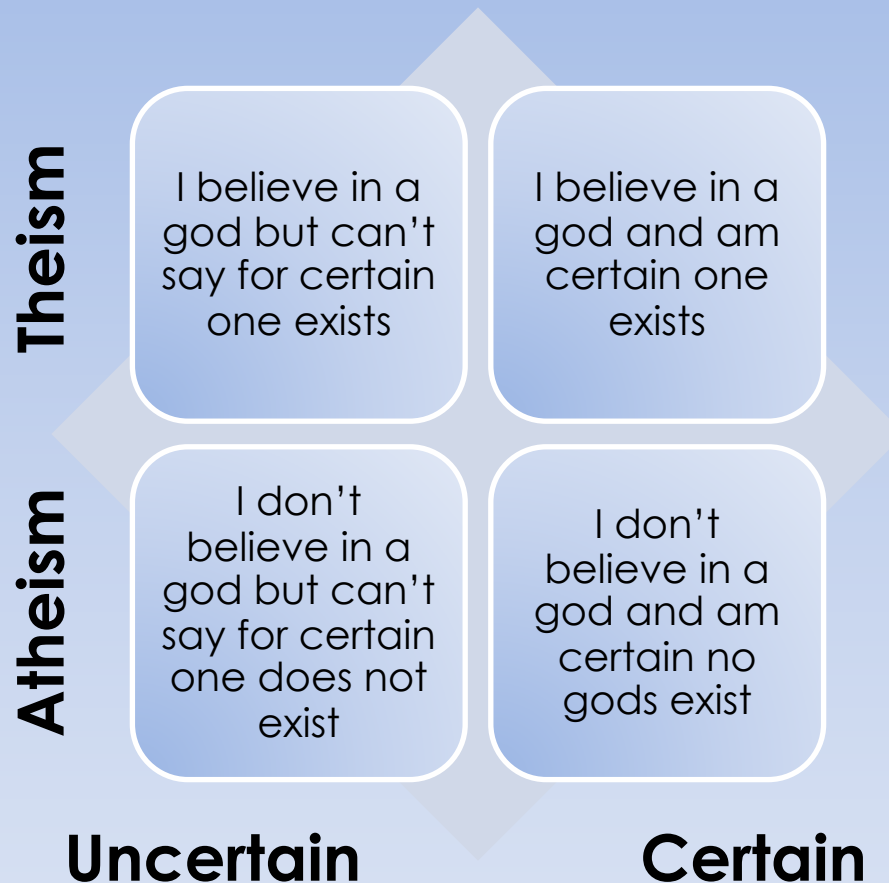 Theism
I believe in a
god but can’t
say for certain
one exists
I believe in a
god and am
certain one
exists
Atheism
I don’t
believe in a
god but can’t
say for certain
one does not
exist
I don’t
believe in a
god and am
certain no
gods exist
Uncertain
Certain